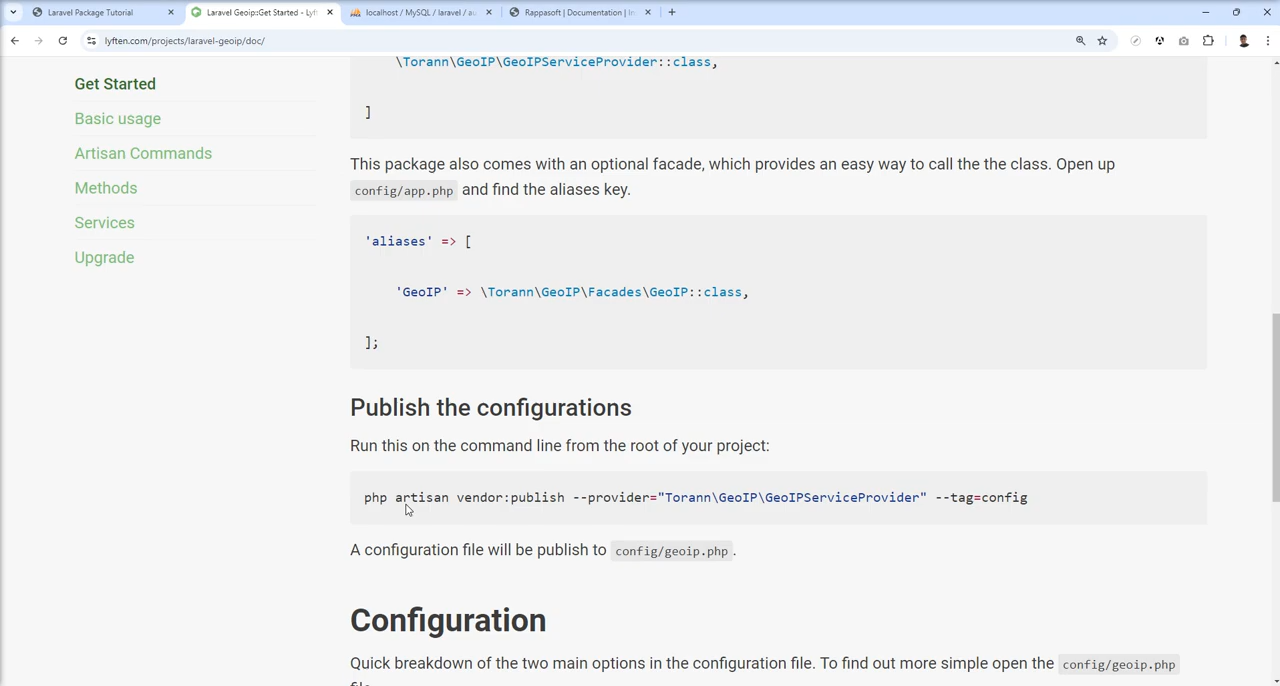 Laravel Package Tutorial
Laravel Geoip::Get Started - Lyft
localhost / MySQL / laravel / au
Rappasoft | Documentation | In
lyften.com/projects/laravel-geoip/doc/
Get Started
Basic usage
Artisan Commands
Methods
Services
Upgrade
\Torann\GeoIP\GeoIPServiceProvider::class,
]
This package also comes with an optional facade, which provides an easy way to call the the class. Open up
config/app.php and find the aliases key.
'aliases' => [
'GeoIP' => \Torann\GeoIP\Facades\GeoIP::class,
];
Publish the configurations
Run this on the command line from the root of your project:
php artisan vendor:publish --provider="Torann\GeoIP\GeoIPServiceProvider" --tag=config
A configuration file will be publish to config/geoip.php.
Configuration
Quick breakdown of the two main options in the configuration file. To find out more simple open the config/geoip.php